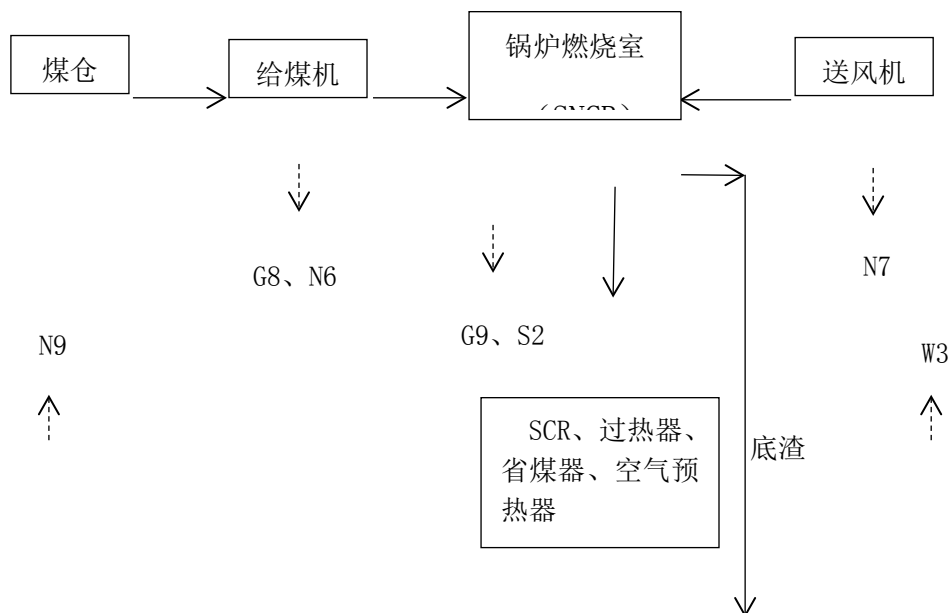 煤仓
给煤机
锅炉燃烧室
（SNCR）
送风机
G8、N6
N7
G9、S2
N9
W3
SCR、过热器、
省煤器、空气预
热器
底渣